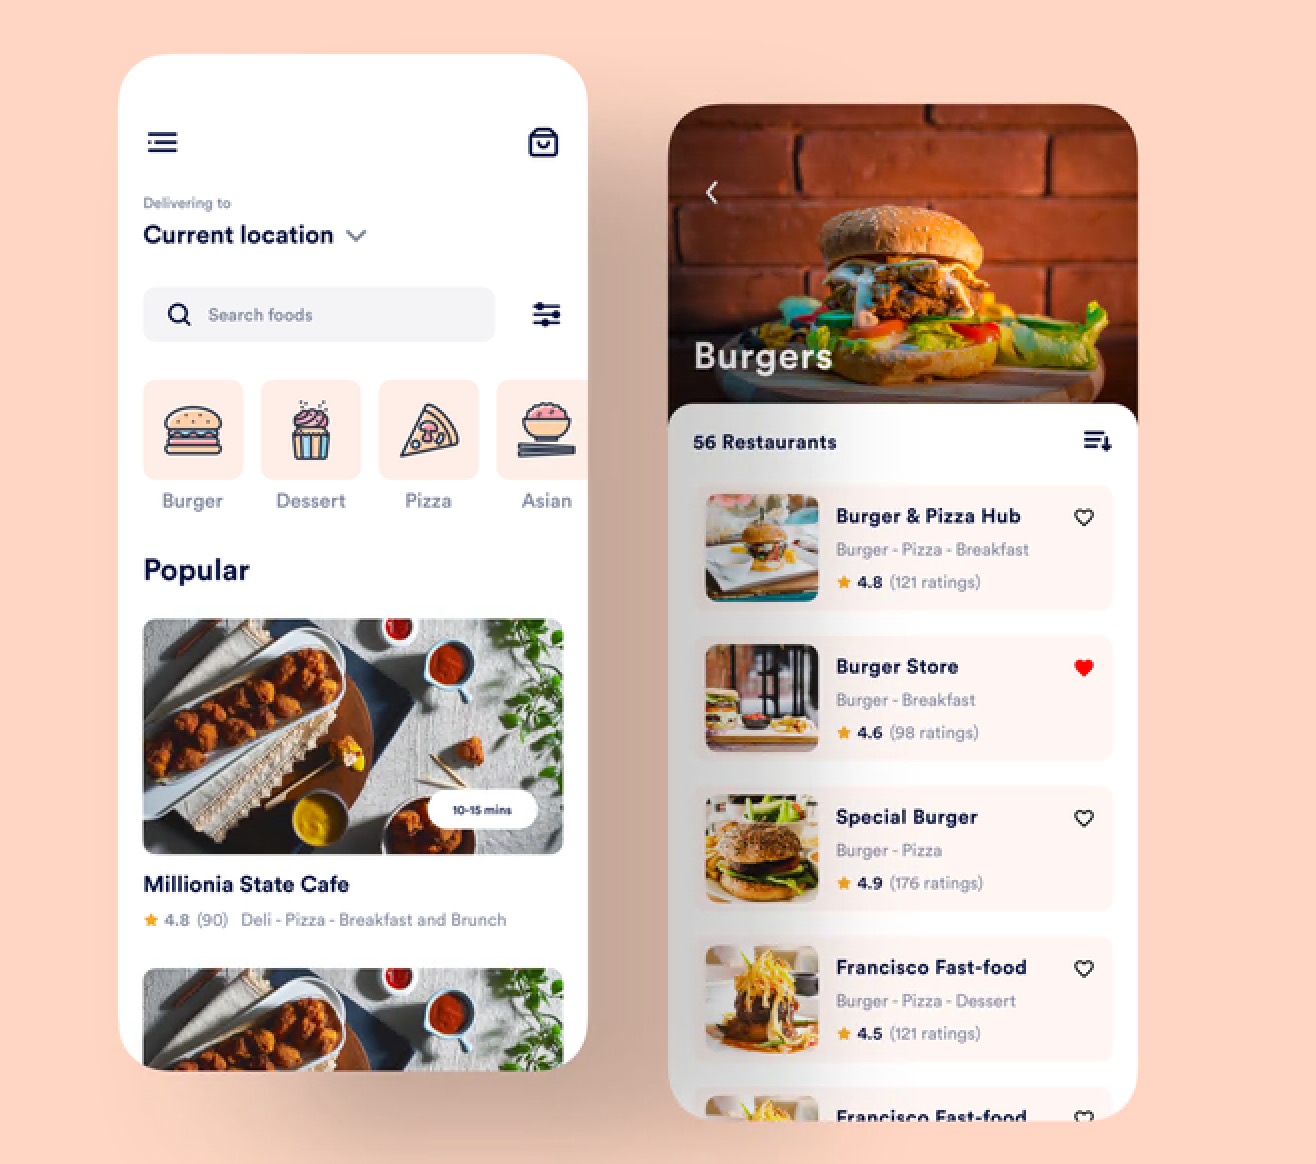 Delivering to
Current location
Search foods
Burger
Dessert
Pizza
Asian
Popular
10-15 mins
Millionia State Cafe
4.8 (90) Deli - Pizza - Breakfast and Brunch
Burgers
56 Restaurants
Burger & Pizza Hub
Burger - Pizza - Breakfast
4.8 (121 ratings)
Burger Store
Burger - Breakfast
4.6 (98 ratings)
Special Burger
Burger - Pizza
4.9 (176 ratings)
Francisco Fast-food
Burger - Pizza - Dessert
4.5 (121 ratings)
Francisco Fast-food